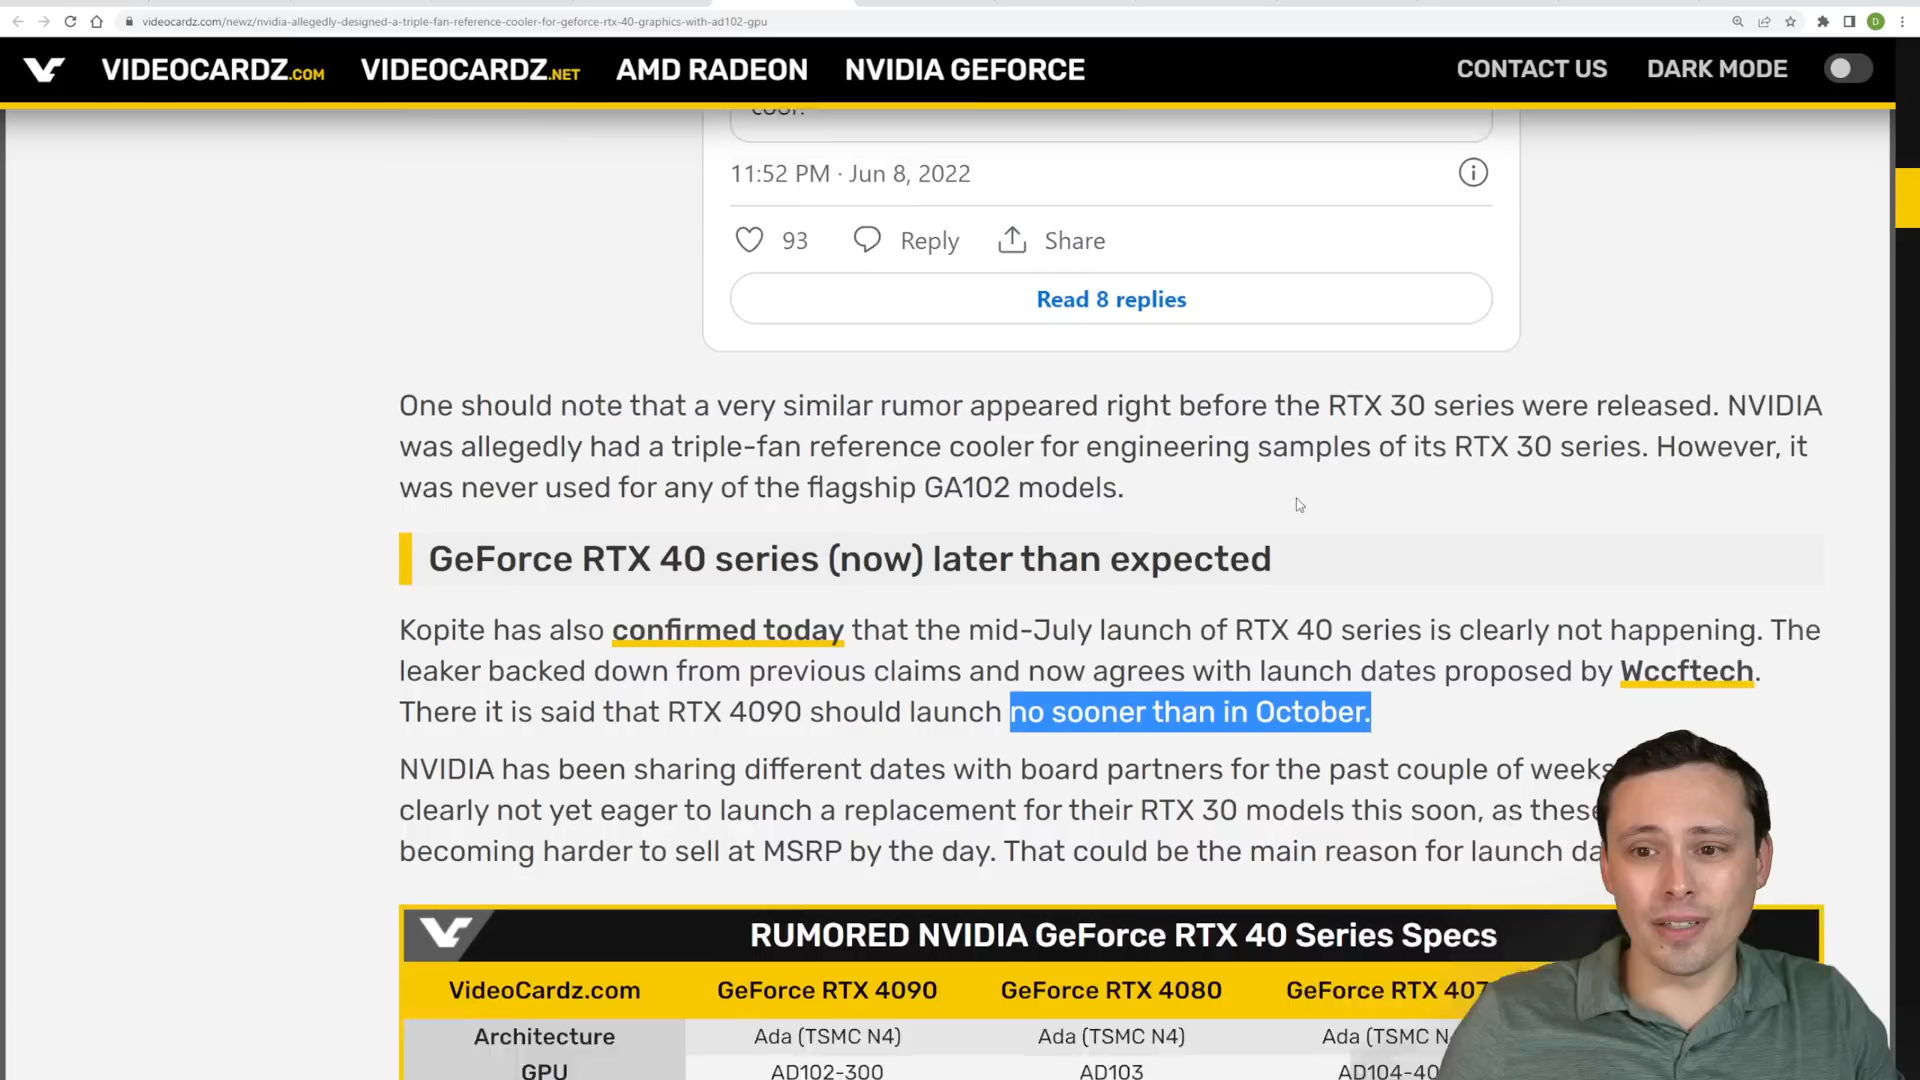 videocardz.com/newz/nvidia-allegedly-designed-a-triple-fan-reference-cooler-for-geforce-rtx-40-graphics-with-ad102-gpu
D
VIDEOCARDZ.COM VIDEOCARDZ.NET AMD RADEON NVIDIA GEFORCE CONTACT US DARK MODE
cool.
11:52 PM · Jun 8, 2022
93 Reply Share
Read 8 replies
One should note that a very similar rumor appeared right before the RTX 30 series were released. NVIDIA
was allegedly had a triple-fan reference cooler for engineering samples of its RTX 30 series. However, it
was never used for any of the flagship GA102 models.
GeForce RTX 40 series (now) later than expected
Kopite has also confirmed today that the mid-July launch of RTX 40 series is clearly not happening. The
leaker backed down from previous claims and now agrees with launch dates proposed by Wccftech.
There it is said that RTX 4090 should launch no sooner than in October.
NVIDIA has been sharing different dates with board partners for the past couple of weeks
clearly not yet eager to launch a replacement for their RTX 30 models this soon, as these
becoming harder to sell at MSRP by the day. That could be the main reason for launch da
RUMORED NVIDIA GeForce RTX 40 Series Specs
VideoCardz.com GeForce RTX 4090 GeForce RTX 4080 GeForce RTX 407
Architecture Ada (TSMC N4) Ada (TSMC N4) Ada (TSMC N4
GPU AD102-300 AD103 AD104-40